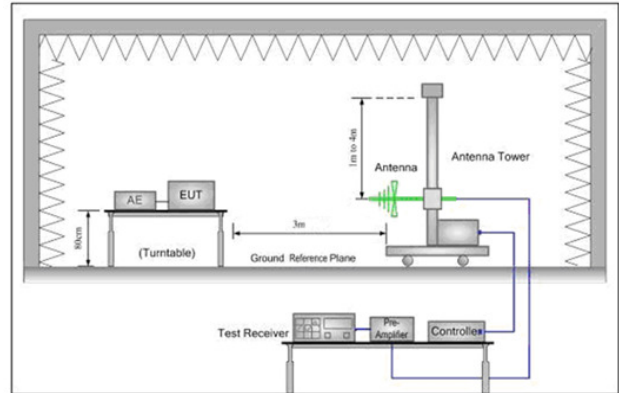 1m to 4m
Antenna
Antenna Tower
AE
EUT
80cm
(Turntable)
3m
Ground Reference Plane
Test Receiver
Pre-
Amplifier
Controller